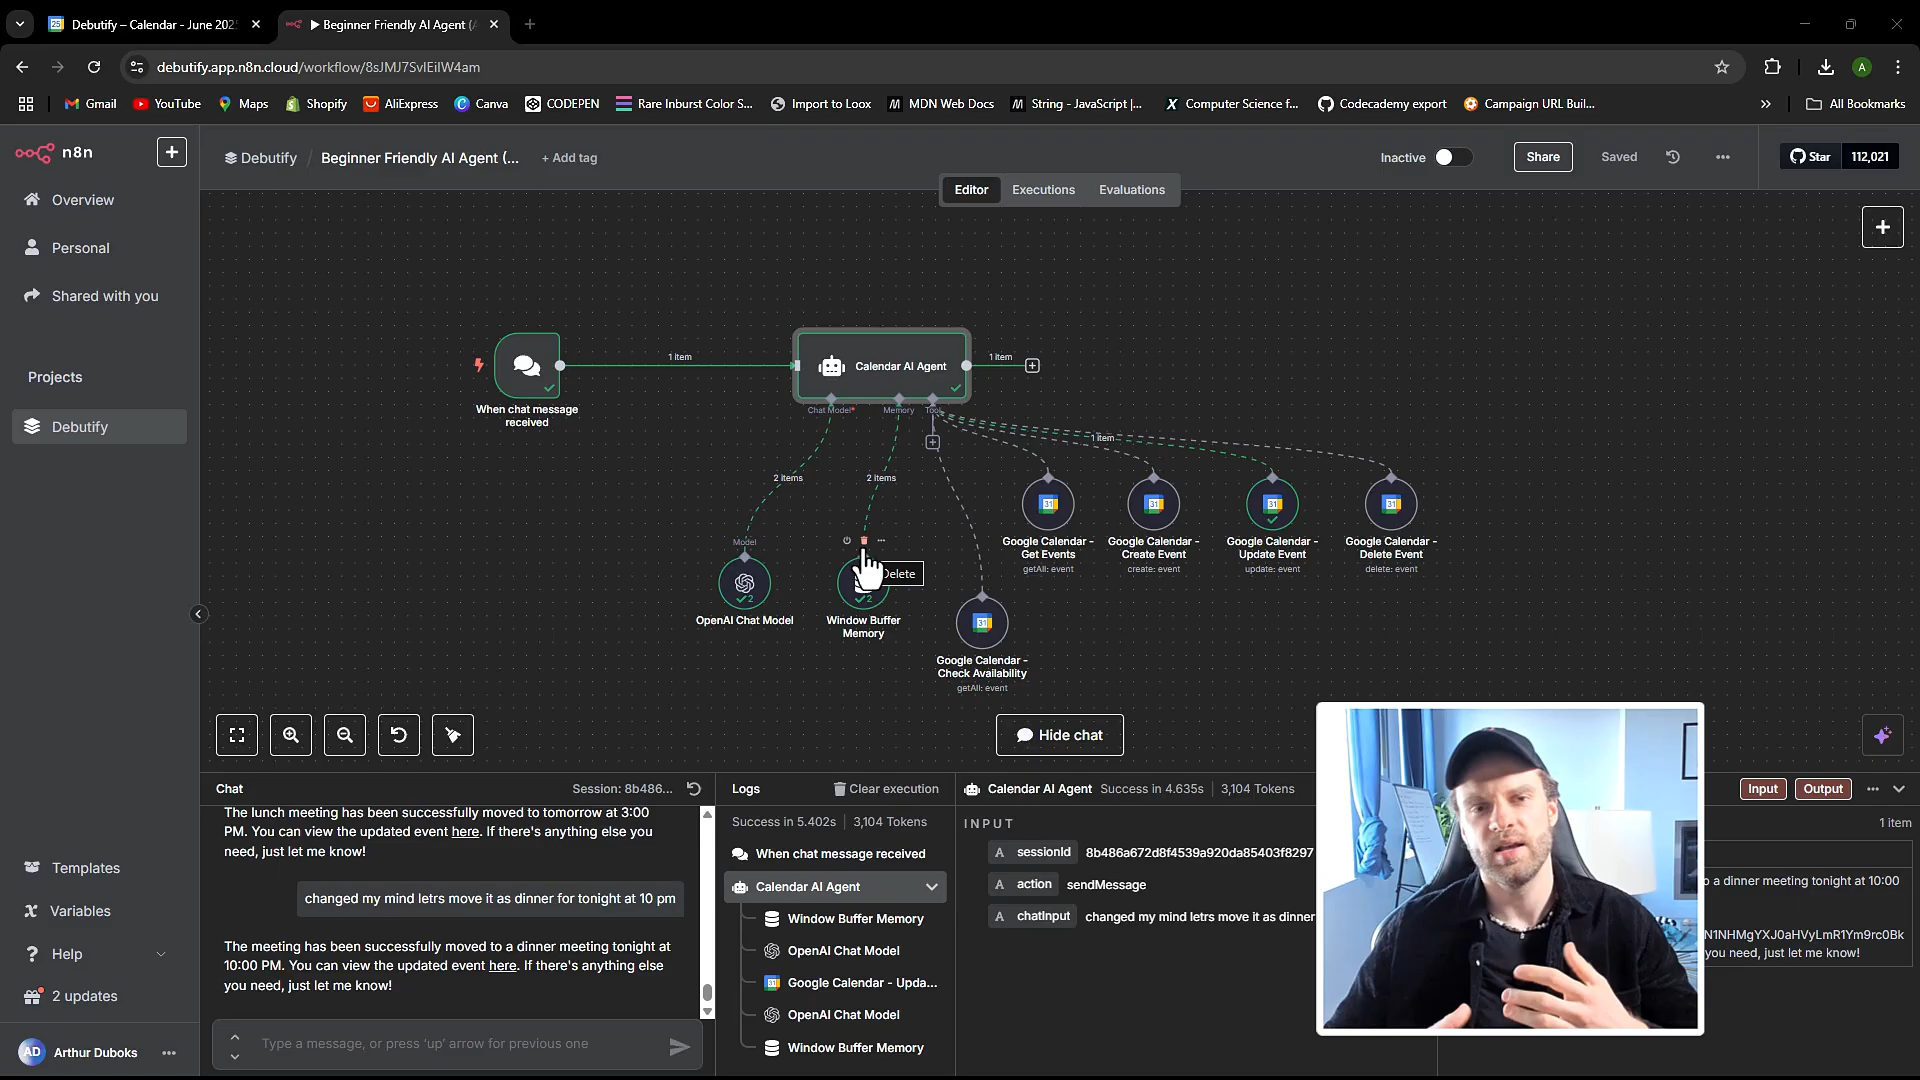 Debutify – Calendar - June 202
Beginner Friendly AI Agent (
debutify.app.n8n.cloud/workflow/8sJMJ7SvlEilW4am
A
Gmail
YouTube
Maps
Shopify
AliExpress
Canva
CODEPEN
Rare Inburst Color S...
Import to Loox
MDN Web Docs
String - JavaScript |...
Computer Science f...
Codecademy export
Campaign URL Buil...
All Bookmarks
n8n
Debutify / Beginner Friendly AI Agent (...
+ Add tag
Inactive
Share
Saved
Star
112,021
Editor
Executions
Evaluations
Overview
Personal
Shared with you
Projects
Debutify
When chat message
received
1 item
Calendar AI Agent
1 item
Chat Model*
Memory
Tool
1 item
2 items
2 items
Model
Delete
2
OpenAI Chat Model
2
Window Buffer
Memory
31
Google Calendar -
Check Availability
getAll: event
31
Google Calendar -
Get Events
getAll: event
31
Google Calendar -
Create Event
create: event
31
Google Calendar -
Update Event
update: event
31
Google Calendar -
Delete Event
delete: event
Hide chat
Templates
Variables
Help
2 updates
AD
Arthur Duboks
Chat
Session: 8b486...
The lunch meeting has been successfully moved to tomorrow at 3:00
PM. You can view the updated event here. If there's anything else you
need, just let me know!
changed my mind letrs move it as dinner for tonight at 10 pm
The meeting has been successfully moved to a dinner meeting tonight at
10:00 PM. You can view the updated event here. If there's anything else
you need, just let me know!
Type a message, or press 'up' arrow for previous one
Logs
Clear execution
Success in 5.402s | 3,104 Tokens
When chat message received
Calendar AI Agent
Window Buffer Memory
OpenAI Chat Model
Google Calendar - Upda...
OpenAI Chat Model
Window Buffer Memory
Calendar AI Agent Success in 4.635s | 3,104 Tokens
INPUT
A sessionId 8b486a672d8f4539a920da85403f8297
A action sendMessage
A chatInput changed my mind letrs move it as dinner
Input
Output
1 item
o a dinner meeting tonight at 10:00
N1NHMgYXJ0aHVyLmR1Ym9rc0Bk
you need, just let me know!